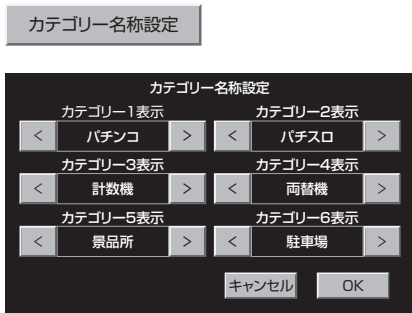 カテゴリー名称設定
カテゴリー名称設定
カテゴリー1表示 カテゴリー2表示
< パチンコ > < パチスロ >
カテゴリー3表示 カテゴリー4表示
< 計数機 > < 両替機 >
カテゴリー5表示 カテゴリー6表示
< 景品所 > < 駐車場 >
キャンセル OK